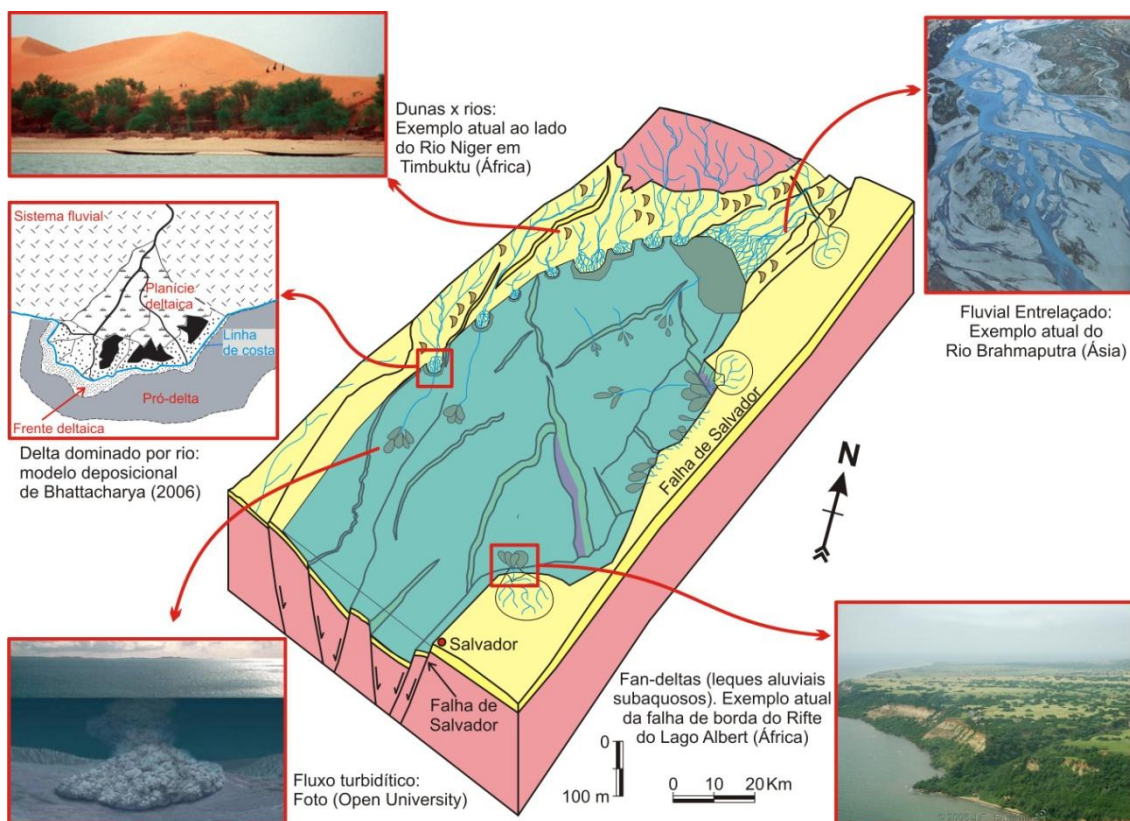 Dunas x rios:
Exemplo atual ao lado
do Rio Niger em
Timbuktu (África)
Sistema fluvial
Planície
deltaica
Linha
de costa
Pró-delta
Frente deltaica
Delta dominado por rio:
modelo deposicional
de Bhattacharya (2006)
Fluvial Entrelaçado:
Exemplo atual do
Rio Brahmaputra (Ásia)
Falha de Salvador
N
Salvador
Falha de
Salvador
Fan-deltas (leques aluviais
subaquosos). Exemplo atual
da falha de borda do Rifte
do Lago Albert (África)
0
100 m
0 10 20 Km
Fluxo turbidítico:
Foto (Open University)